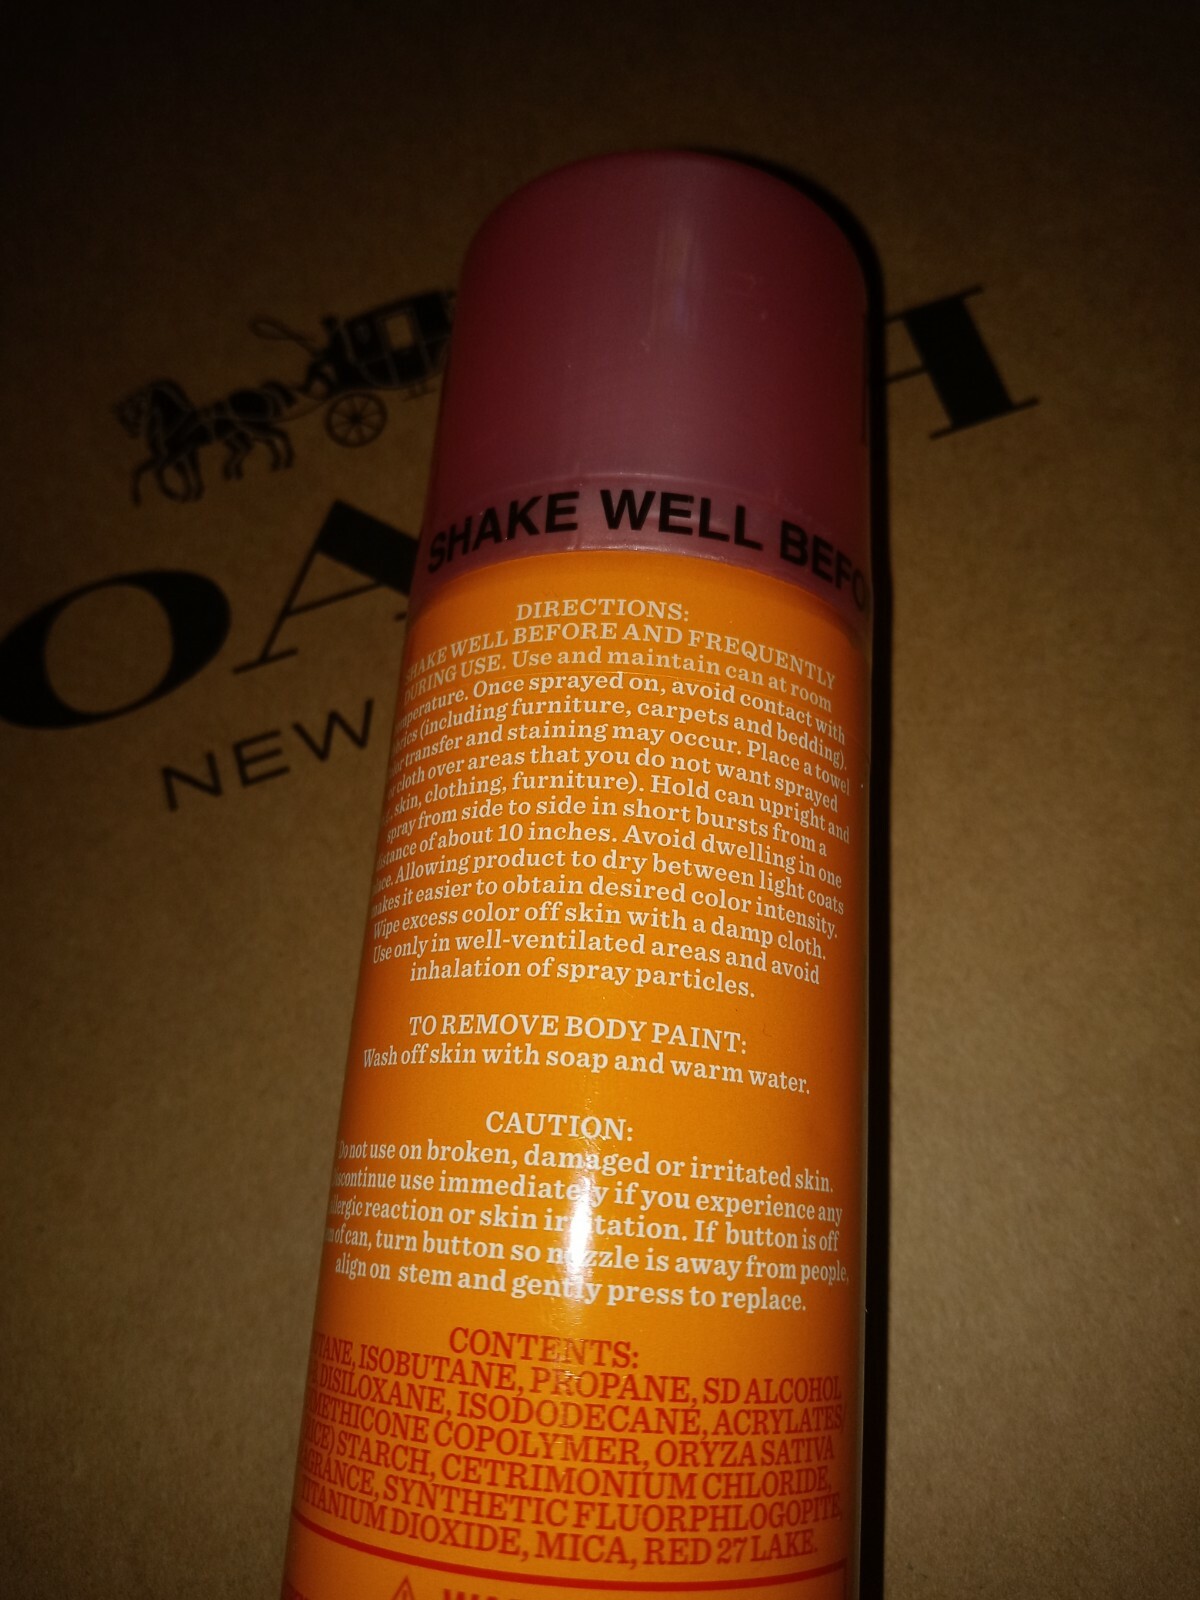 SHAKE WELL
OA
NEW
DIRECTIONS:
SHAKE WELL BEFORE AND FREQUENTLY
DURING USE. Use and maintain can at room
Once sprayed on, avoid contact with
(including furniture, carpets and bedding).
transfer and staining may occur. Place a towel
cloth over areas that you do not want sprayed
skin, clothing, furniture). Hold can upright and
spray from side to side in short bursts from a
distance of about 10 inches. Avoid dwelling in one
Allowing product to dry between light coats
makes it easier to obtain desired color intensity.
Wipe excess color off skin with a damp cloth.
Use only in well-ventilated areas and avoid
inhalation of spray particles.
TO REMOVE BODY PAINT:
Wash off skin with soap and warm water.
CAUTION:
Do not use on broken, damaged or irritated skin.
discontinue use immediately if you experience any
allergic reaction or skin irritation. If button is off
of can, turn button so nozzle is away from people,
align on stem and gently press to replace.
CONTENTS:
ISOBUTANE, PROPANE, SD ALCOHOL
DISILOXANE, ISODODECANE, ACRYLATES/
COPOLYMER, ORYZA SATIVA
STARCH, CETRIMONIUM CHLORIDE,
SYNTHETIC FLUORPHLOGOPITE,
TITANIUM DIOXIDE, MICA, RED 27 LAKE.